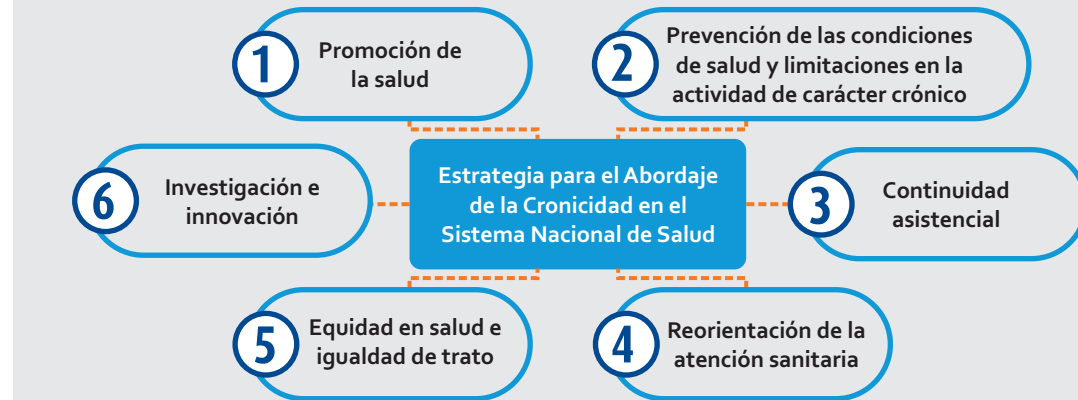 1
Promoción de
la salud
2
Prevención de las condiciones
de salud y limitaciones en la
actividad de carácter crónico
6
Investigación e
innovación
Estrategia para el Abordaje
de la Cronicidad en el
Sistema Nacional de Salud
3
Continuidad
asistencial
5
Equidad en salud e
igualdad de trato
4
Reorientación de la
atención sanitaria